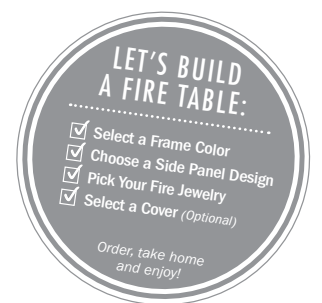 LET'S BUILD
A FIRE TABLE:
Select a Frame Color
Choose a Side Panel Design
Pick Your Fire Jewelry
Select a Cover (Optional)
Order, take home
and enjoy!